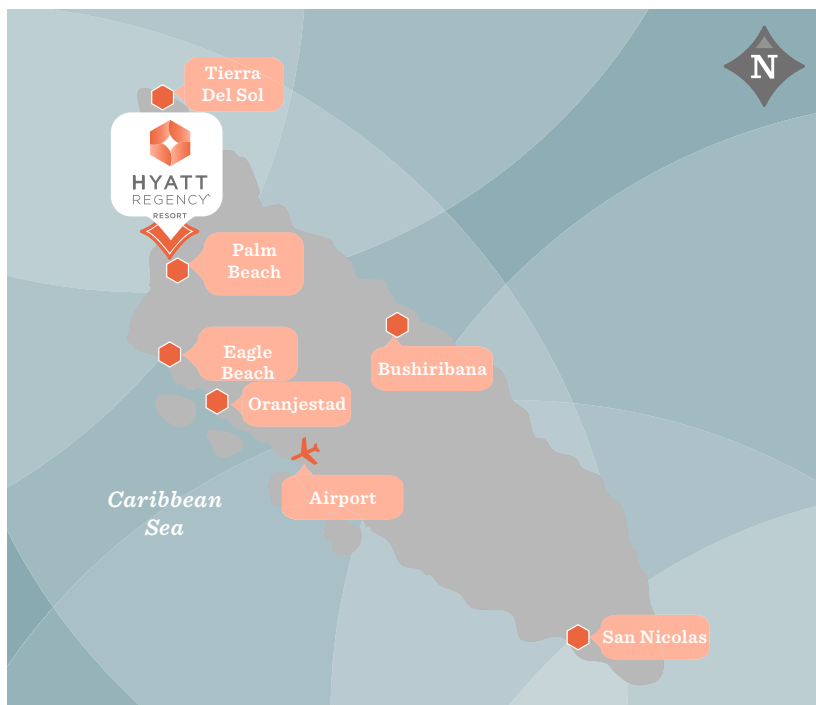 N
Tierra
Del Sol
HYATT
REGENCY
RESORT
Palm
Beach
Bushiribana
Eagle
Beach
Oranjestad
Airport
Caribbean
Sea
San Nicolas